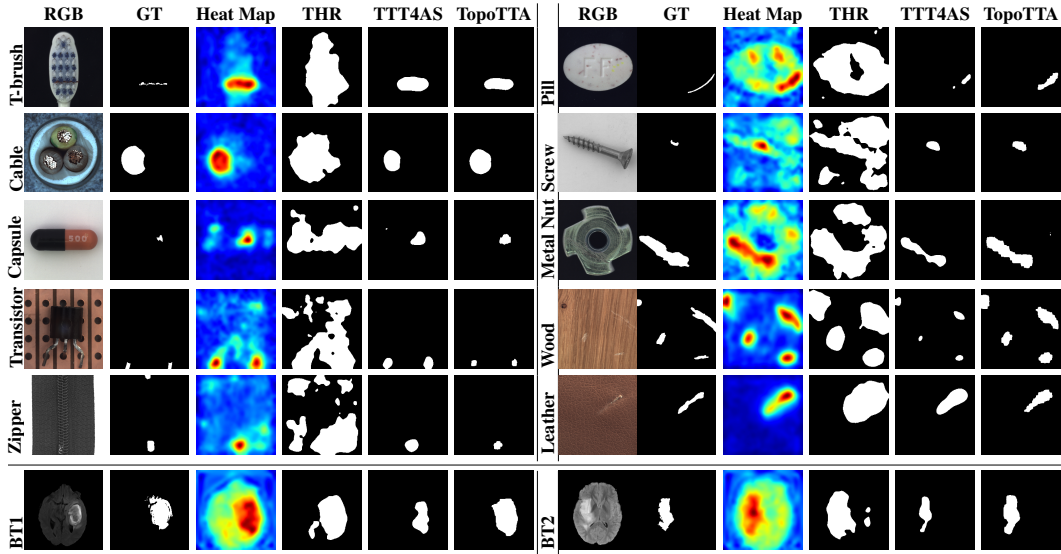 RGB GT Heat Map THR TTT4AS TopoTTA RGB GT Heat Map THR TTT4AS TopoTTA
T-brush Pill
FF
Cable Screw
Capsule Metal Nut
500
Transistor Wood
Zipper Leather
BT1 BT2